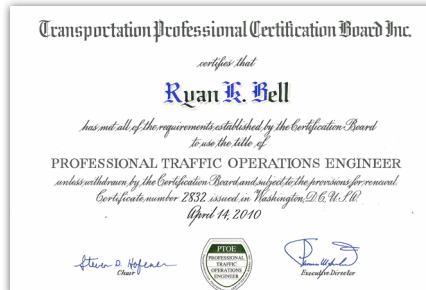 Transportation Professional Certification Board Inc.
certifies that
Ryan K. Bell
has met all of the requirements established by the Certification Board
to use the title of
PROFESSIONAL TRAFFIC OPERATIONS ENGINEER
unless withdrawn by the Certification Board and subject to the provisions for renewal.
Certificate number 2832 issued in Washington, D.C. U.S.A.
April 14, 2010
Steven D. Hofener
Chair
PTOE
PROFESSIONAL
TRAFFIC
OPERATIONS
ENGINEER
Executive Director